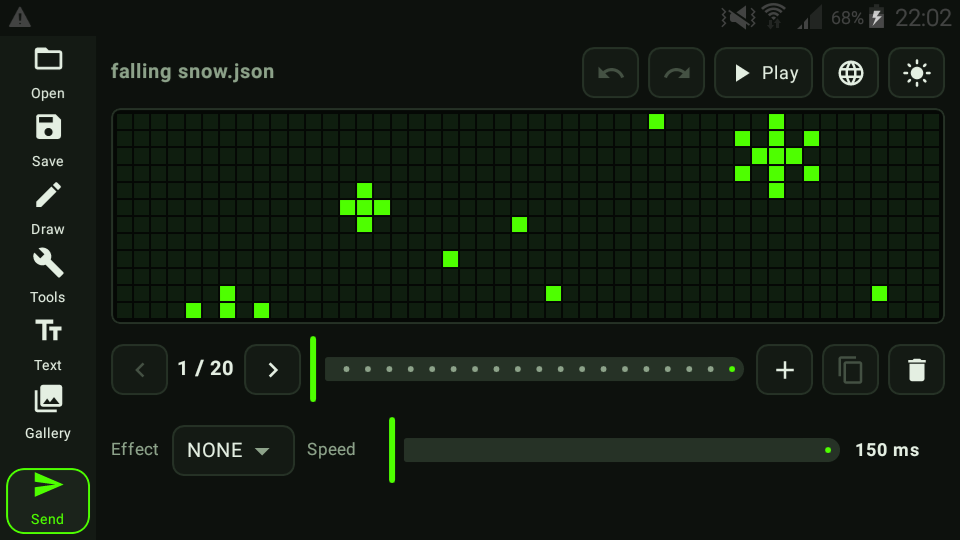 68% 22:02
Open
falling snow.json
Play
Save
Draw
Tools
Text
1 / 20
Gallery
Effect NONE Speed 150 ms
Send